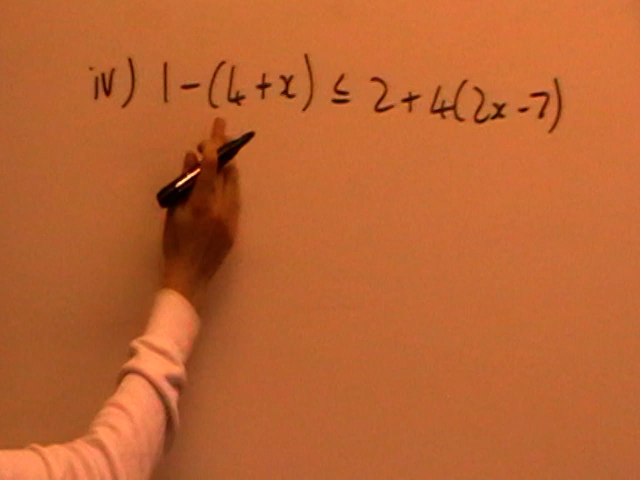 iv) 1-(4+x) ≤ 2+4(2x-7)